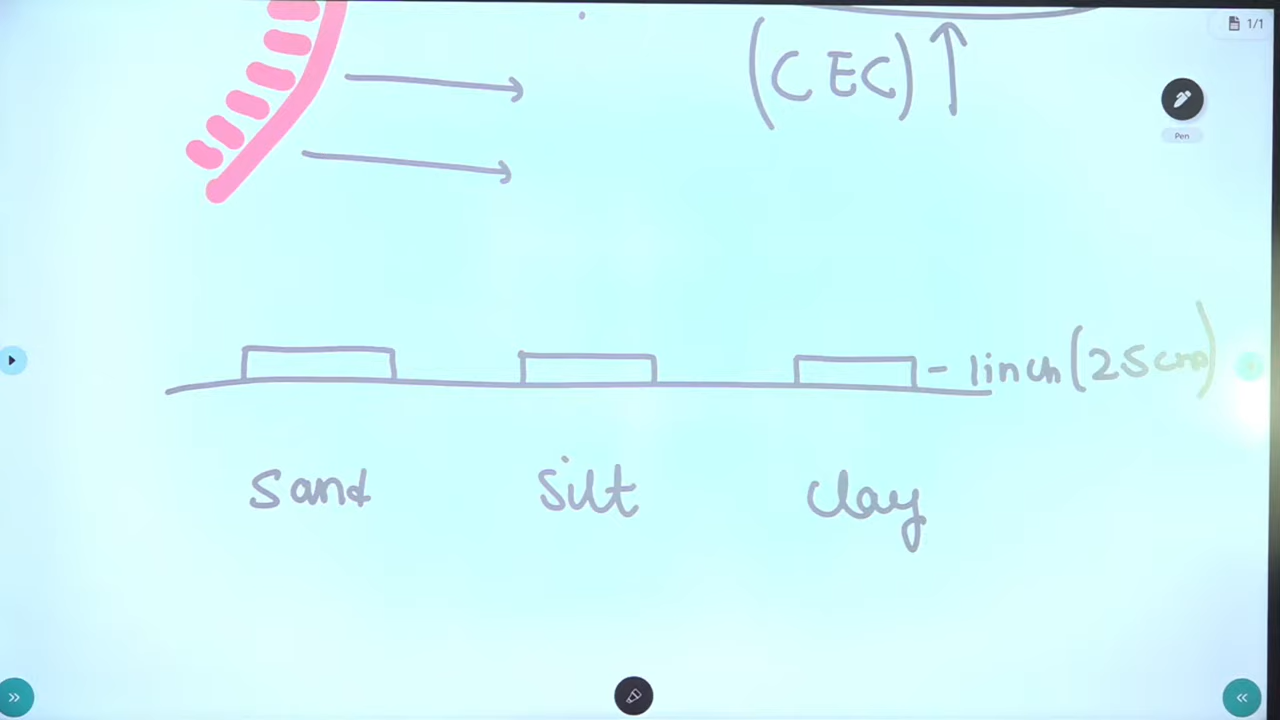 1/1
(CEC)↑
Pen
- 1inch (25cm)
Sand Silt Clay